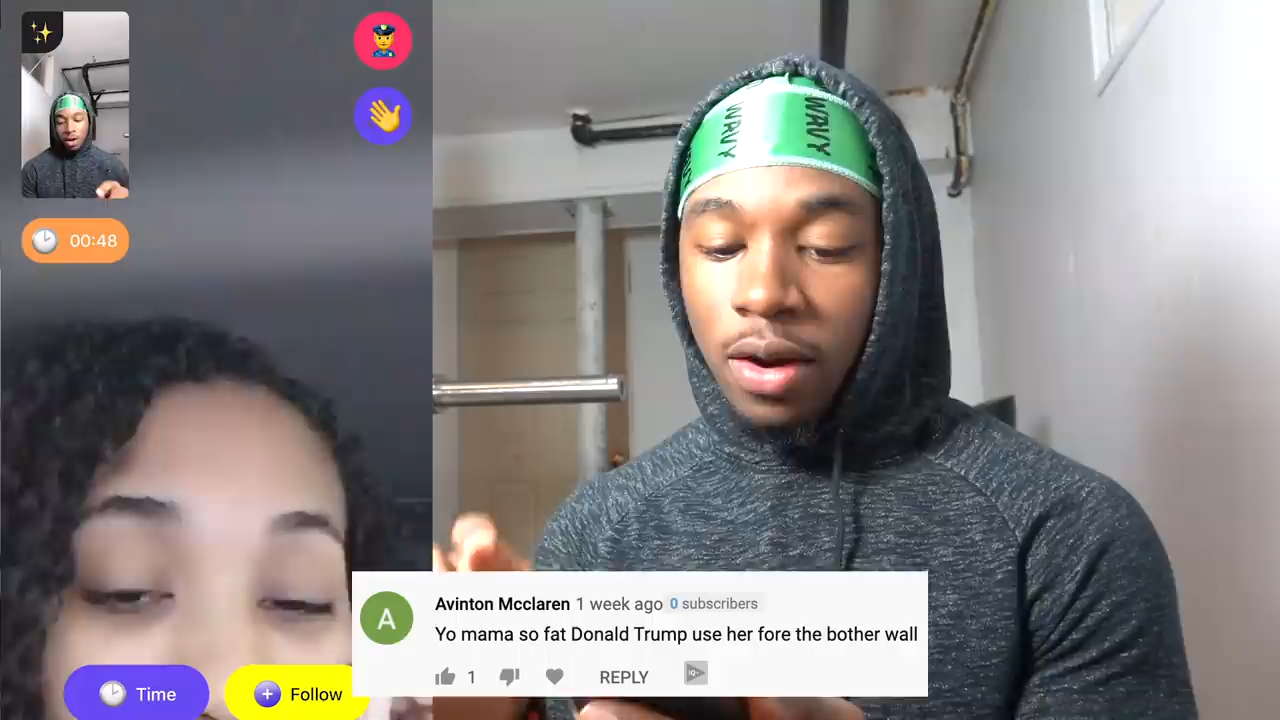 WAVY
WAVY
00:48
Avinton Mcclaren 1 week ago 0 subscribers
A
Yo mama so fat Donald Trump use her fore the bother wall
1
REPLY
Time
Follow